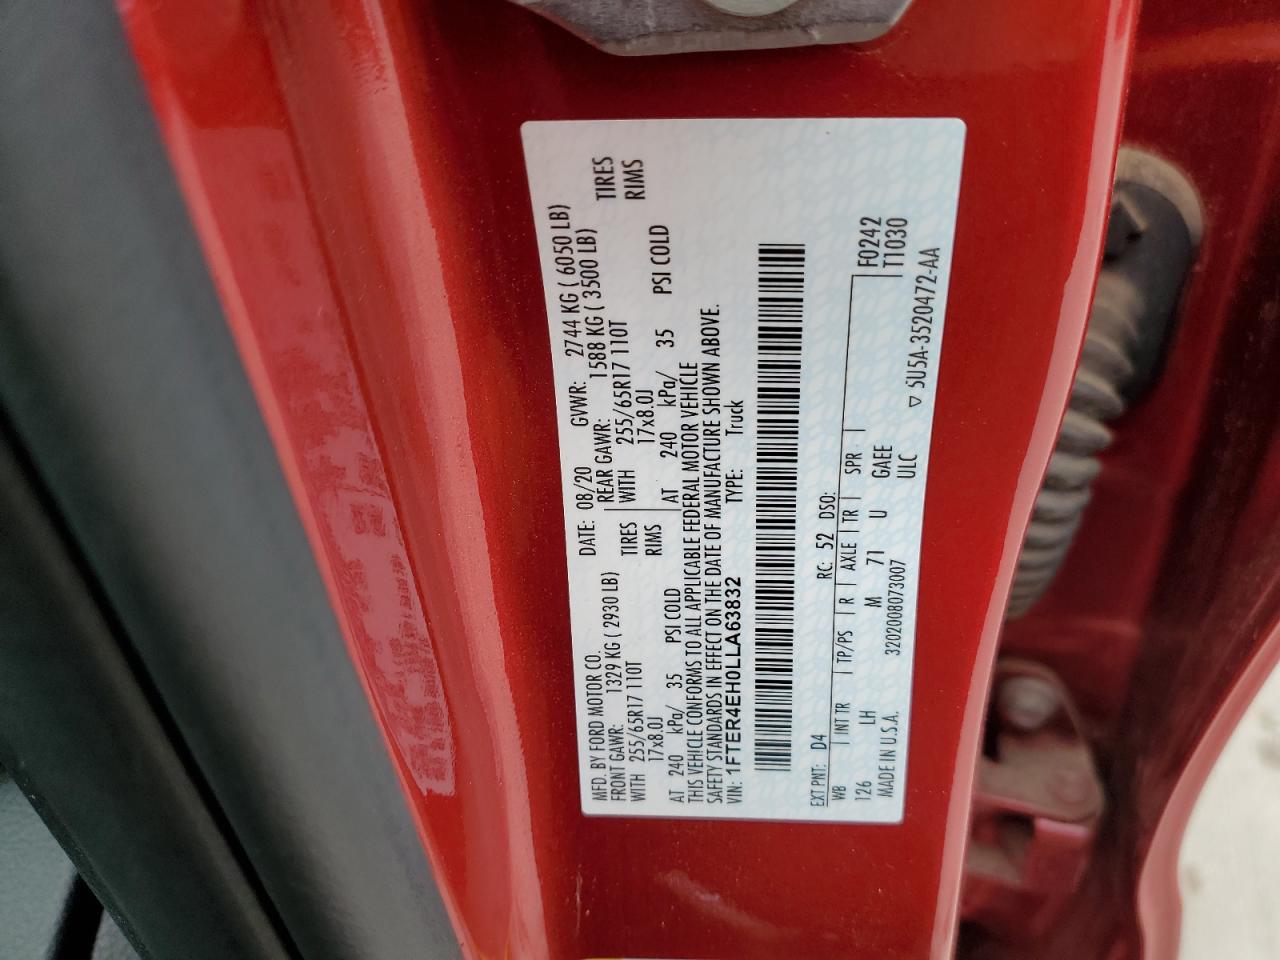 MFD. BY FORD MOTOR CO.
DATE: 08/20 GVWR: 2744 KG ( 6050 LB)
FRONT GAWR: 1329 KG ( 2930 LB) REAR GAWR: 1588 KG ( 3500 LB)
WITH 255/65R17 110T TIRES WITH 255/65R17 110T TIRES
17x8.0J RIMS 17x8.0J RIMS
AT 240 kPa/ 35 PSI COLD AT 240 kPa/ 35 PSI COLD
THIS VEHICLE CONFORMS TO ALL APPLICABLE FEDERAL MOTOR VEHICLE
SAFETY STANDARDS IN EFFECT ON THE DATE OF MANUFACTURE SHOWN ABOVE.
VIN: 1FTER4EH0LLA63832 TYPE: Truck
EXT PNT: D4 RC: 52 DSO:
WB INT TR TP/PS R AXLE TR SPR F0242
126 LH M 71 U GAEE T1030
MADE IN U.S.A. 3202008073007 ULC
▽ 5U5A-3520472-AA